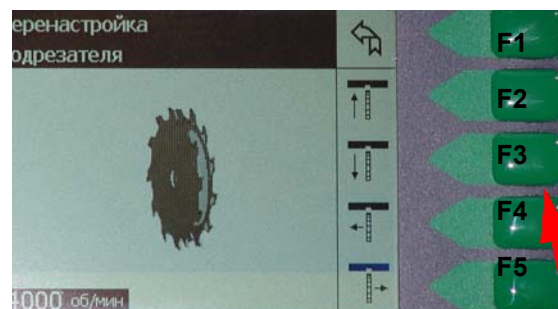 еренастройка
одрезателя
F1
F2
F3
F4
F5
4000 об/мин